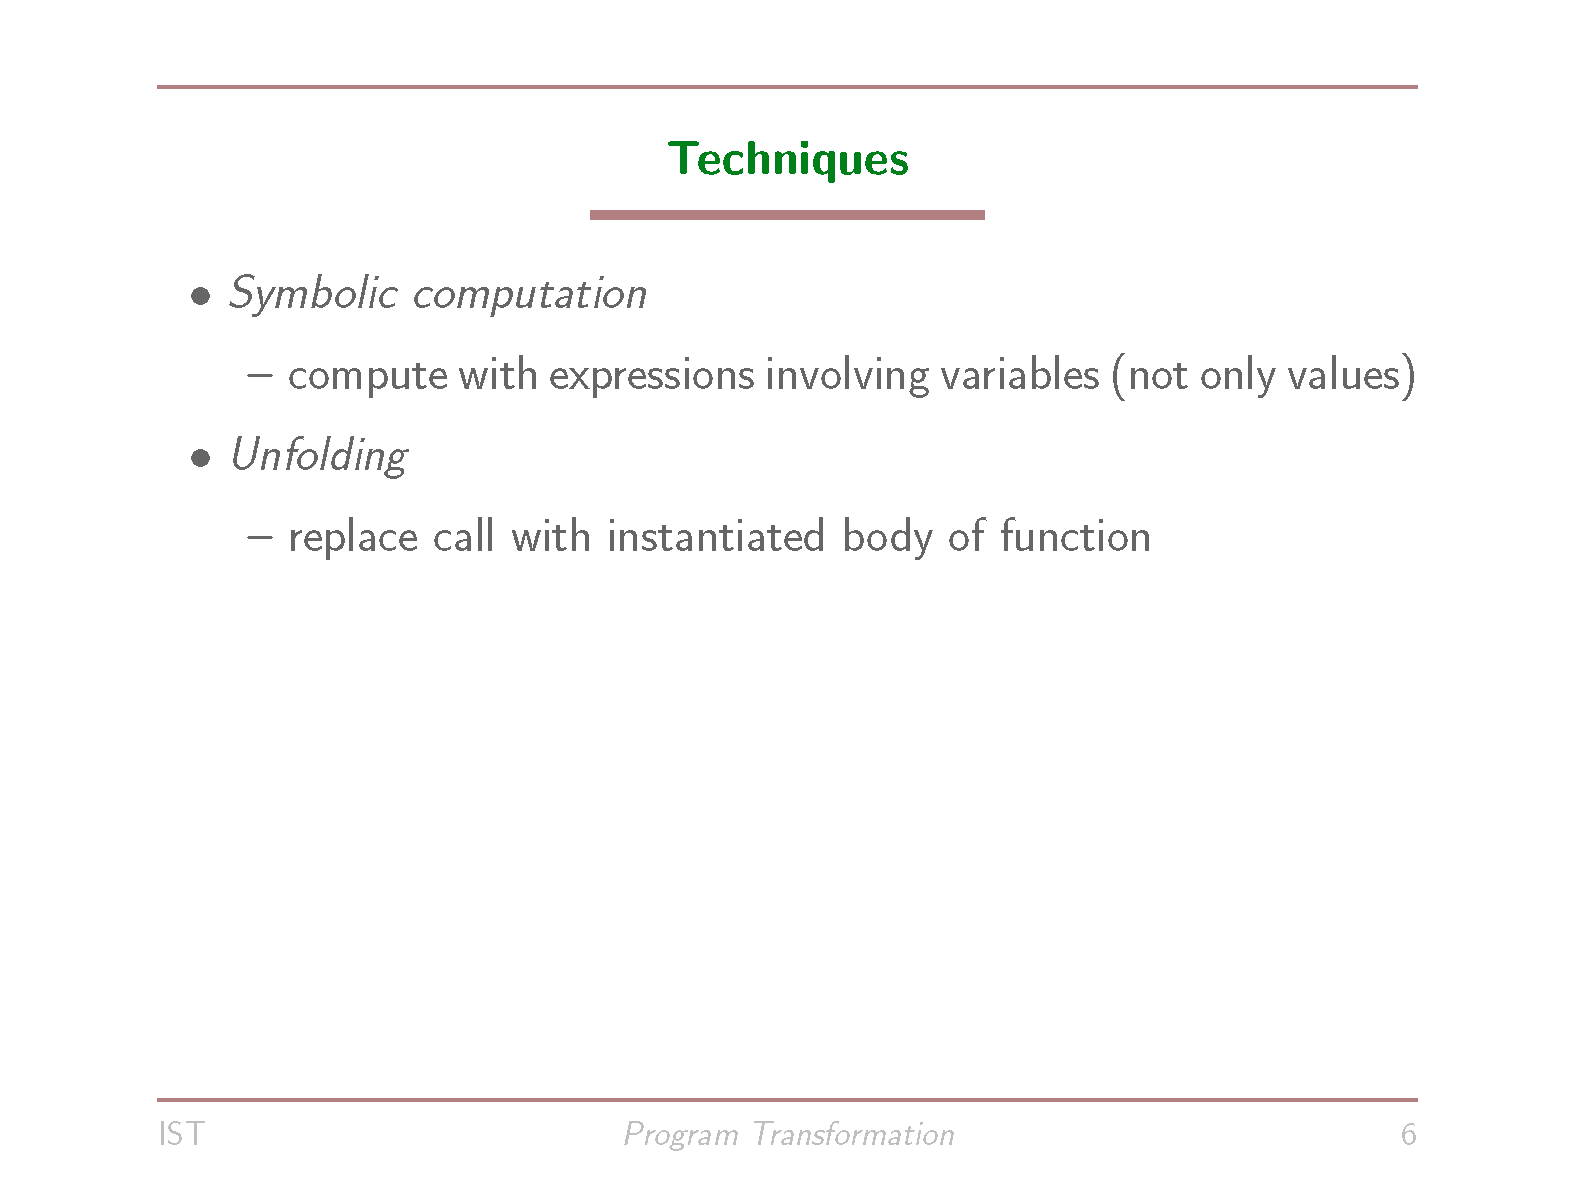 Techniques
• Symbolic computation
– compute with expressions involving variables (not only values)
• Unfolding
– replace call with instantiated body of function
IST Program Transformation 6